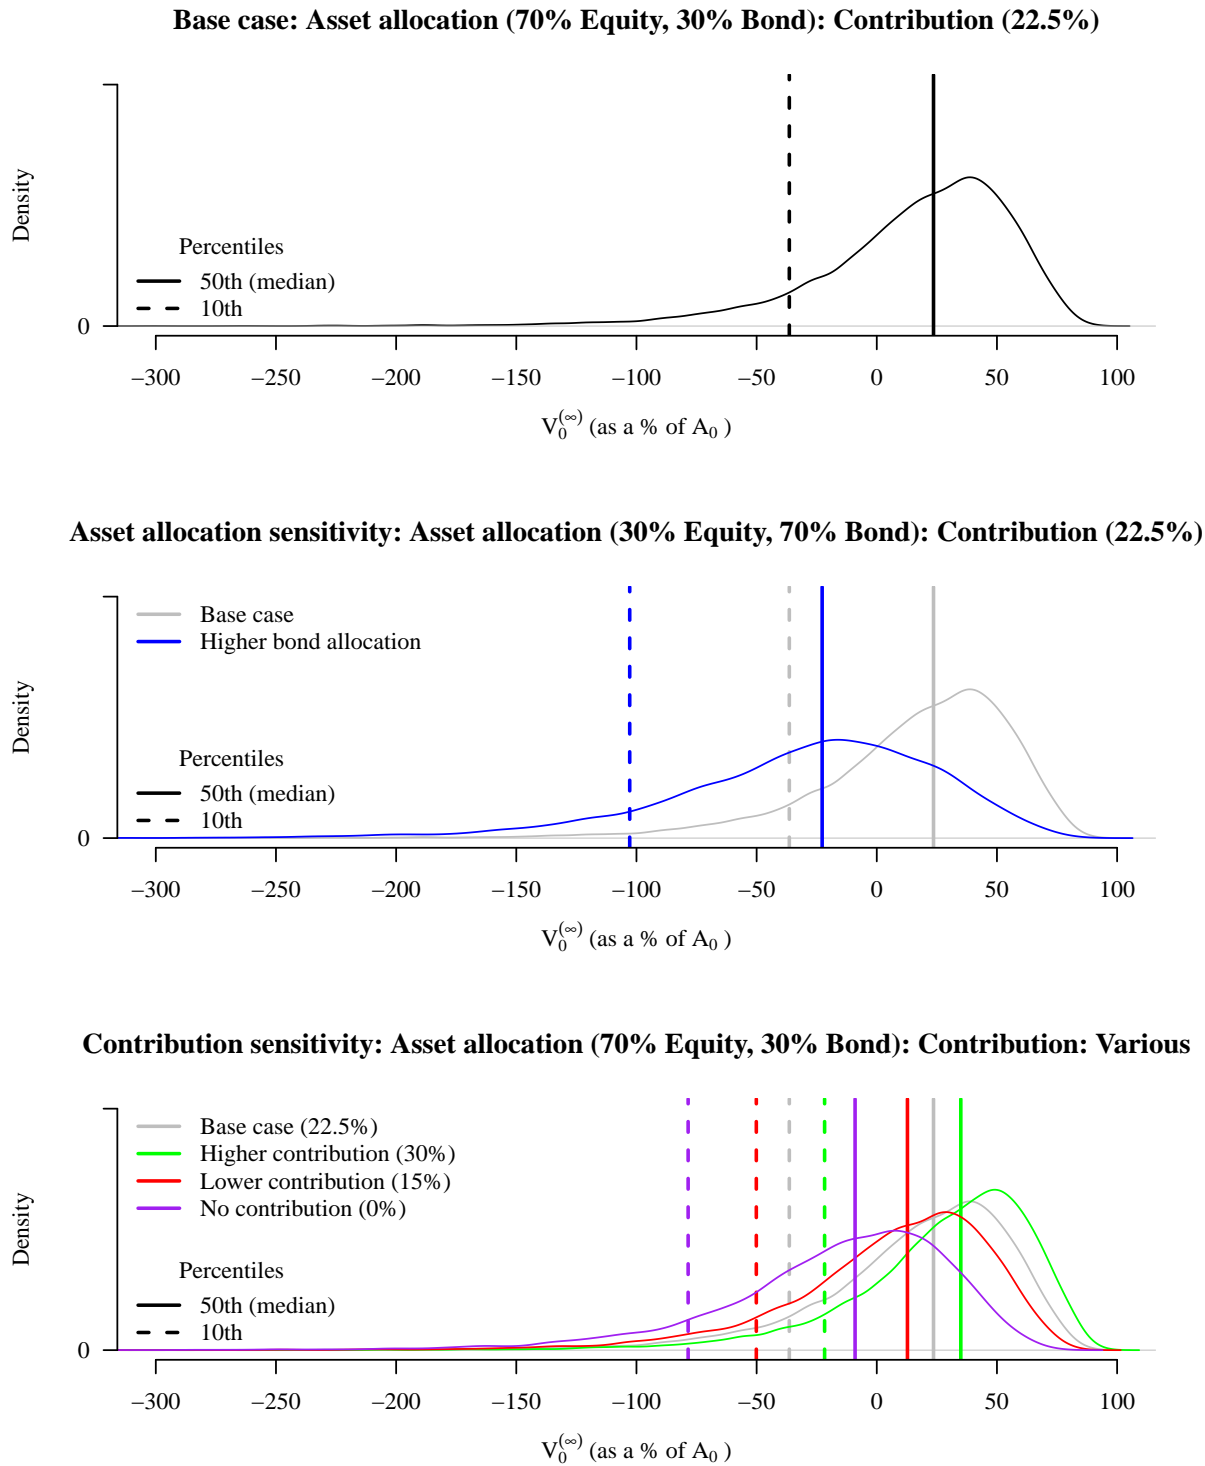 Base case: Asset allocation (70% Equity, 30% Bond): Contribution (22.5%)
Density
0
Percentiles
50th (median)
10th
−300 −250 −200 −150 −100 −50 0 50 100
V₀⁽∞⁾ (as a % of A₀ )
Asset allocation sensitivity: Asset allocation (30% Equity, 70% Bond): Contribution (22.5%)
Density
0
Base case
Higher bond allocation
Percentiles
50th (median)
10th
−300 −250 −200 −150 −100 −50 0 50 100
V₀⁽∞⁾ (as a % of A₀ )
Contribution sensitivity: Asset allocation (70% Equity, 30% Bond): Contribution: Various
Density
0
Base case (22.5%)
Higher contribution (30%)
Lower contribution (15%)
No contribution (0%)
Percentiles
50th (median)
10th
−300 −250 −200 −150 −100 −50 0 50 100
V₀⁽∞⁾ (as a % of A₀ )